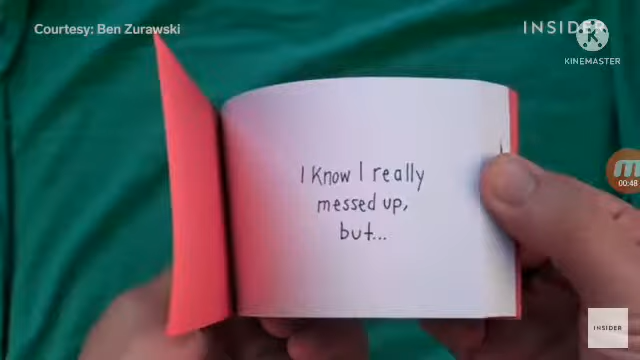 Courtesy: Ben Zurawski
INSIDER
KINEMASTER
I know I really
messed up,
but...
00:48
INSIDER